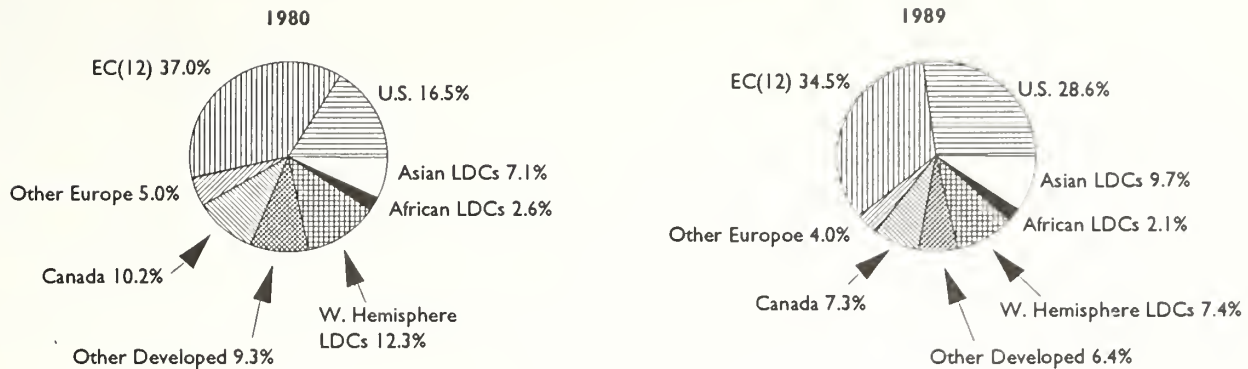 1980
EC(12) 37.0%
U.S. 16.5%
Asian LDCs 7.1%
African LDCs 2.6%
Other Europe 5.0%
Canada 10.2%
W. Hemisphere
LDCs 12.3%
Other Developed 9.3%
1989
EC(12) 34.5%
U.S. 28.6%
Asian LDCs 9.7%
African LDCs 2.1%
Other Europoe 4.0%
Canada 7.3%
W. Hemisphere LDCs 7.4%
Other Developed 6.4%